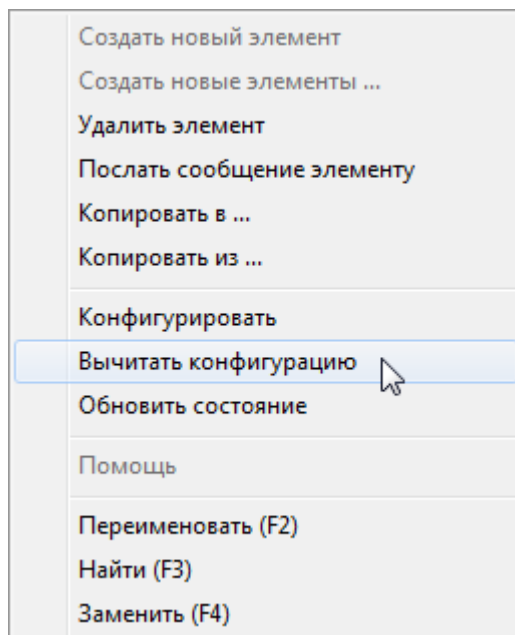 Создать новый элемент
Создать новые элементы ...
Удалить элемент
Послать сообщение элементу
Копировать в ...
Копировать из ...
Конфигурировать
Вычитать конфигурацию
Обновить состояние
Помощь
Переименовать (F2)
Найти (F3)
Заменить (F4)